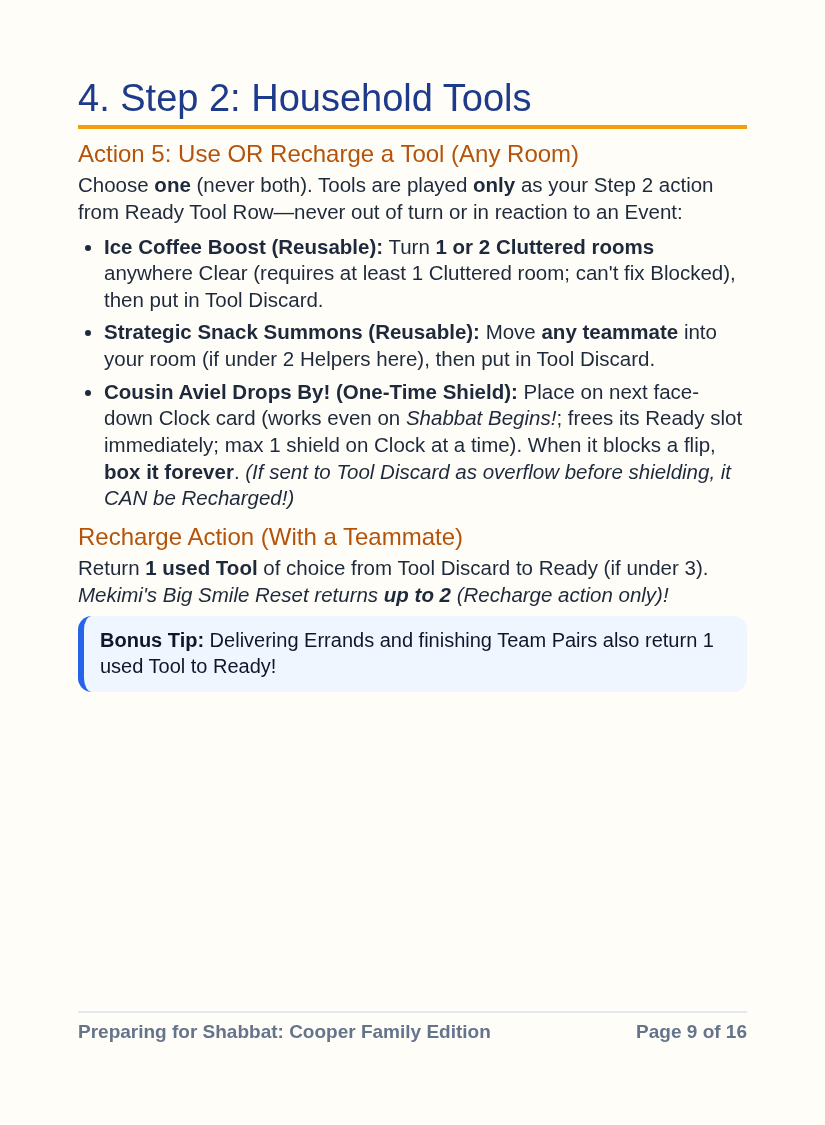 4. Step 2: Household Tools
Action 5: Use OR Recharge a Tool (Any Room)
Choose one (never both). Tools are played only as your Step 2 action
from Ready Tool Row—never out of turn or in reaction to an Event:
• Ice Coffee Boost (Reusable): Turn 1 or 2 Cluttered rooms
anywhere Clear (requires at least 1 Cluttered room; can't fix Blocked),
then put in Tool Discard.
• Strategic Snack Summons (Reusable): Move any teammate into
your room (if under 2 Helpers here), then put in Tool Discard.
• Cousin Aviel Drops By! (One-Time Shield): Place on next face-
down Clock card (works even on Shabbat Begins!; frees its Ready slot
immediately; max 1 shield on Clock at a time). When it blocks a flip,
box it forever. (If sent to Tool Discard as overflow before shielding, it
CAN be Recharged!)
Recharge Action (With a Teammate)
Return 1 used Tool of choice from Tool Discard to Ready (if under 3).
Mekimi's Big Smile Reset returns up to 2 (Recharge action only)!
Bonus Tip: Delivering Errands and finishing Team Pairs also return 1
used Tool to Ready!
Preparing for Shabbat: Cooper Family Edition
Page 9 of 16